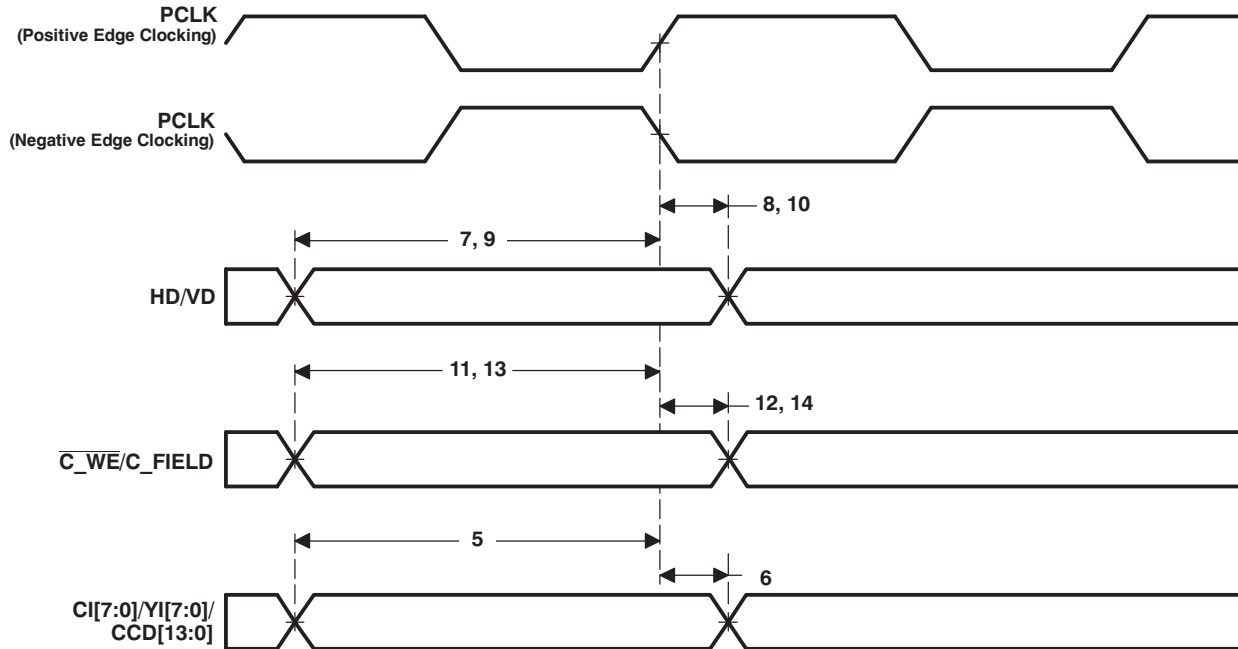 PCLK
(Positive Edge Clocking)
PCLK
(Negative Edge Clocking)
8, 10
7, 9
HD/VD
11, 13
12, 14
C_WE/C_FIELD
5
6
CI[7:0]/YI[7:0]/
CCD[13:0]